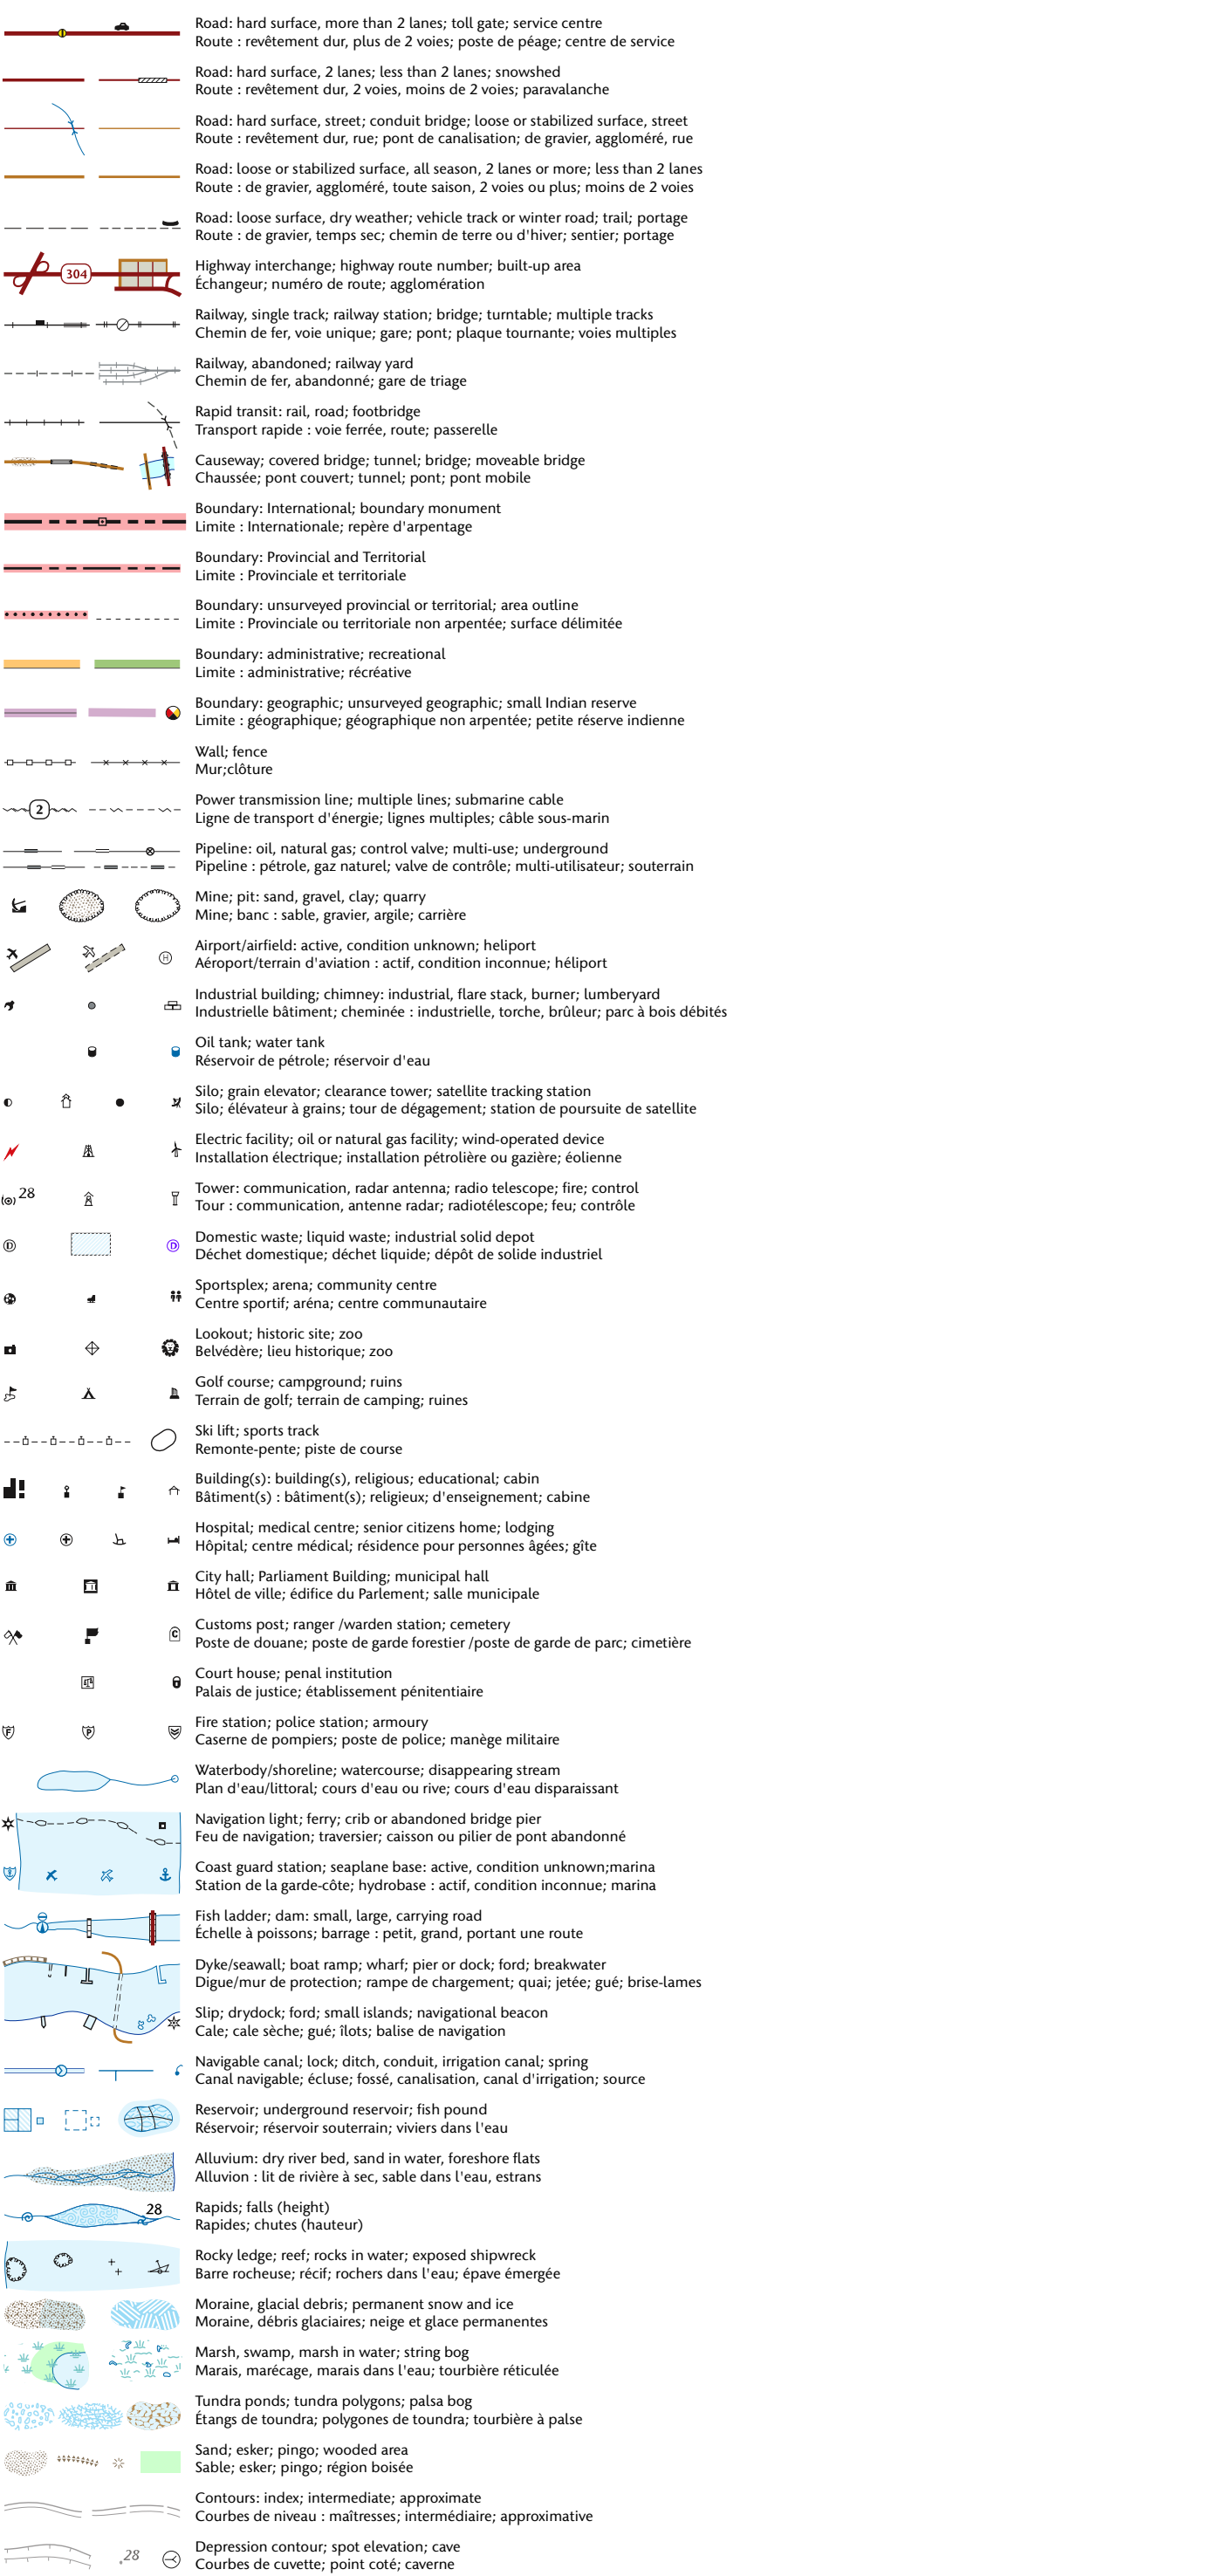 Road: hard surface, more than 2 lanes; toll gate; service centre
Route : revêtement dur, plus de 2 voies; poste de péage; centre de service
Road: hard surface, 2 lanes; less than 2 lanes; snowshed
Route : revêtement dur, 2 voies, moins de 2 voies; paravalanche
Road: hard surface, street; conduit bridge; loose or stabilized surface, street
Route : revêtement dur, rue; pont de canalisation; de gravier, aggloméré, rue
Road: loose or stabilized surface, all season, 2 lanes or more; less than 2 lanes
Route : de gravier, aggloméré, toute saison, 2 voies ou plus; moins de 2 voies
Road: loose surface, dry weather; vehicle track or winter road; trail; portage
Route : de gravier, temps sec; chemin de terre ou d'hiver; sentier; portage
304
Highway interchange; highway route number; built-up area
Échangeur; numéro de route; agglomération
Railway, single track; railway station; bridge; turntable; multiple tracks
Chemin de fer, voie unique; gare; pont; plaque tournante; voies multiples
Railway, abandoned; railway yard
Chemin de fer, abandonné; gare de triage
Rapid transit: rail, road; footbridge
Transport rapide : voie ferrée, route; passerelle
Causeway; covered bridge; tunnel; bridge; moveable bridge
Chaussée; pont couvert; tunnel; pont; pont mobile
Boundary: International; boundary monument
Limite : Internationale; repère d'arpentage
Boundary: Provincial and Territorial
Limite : Provinciale et territoriale
Boundary: unsurveyed provincial or territorial; area outline
Limite : Provinciale ou territoriale non arpentée; surface délimitée
Boundary: administrative; recreational
Limite : administrative; récréative
Boundary: geographic; unsurveyed geographic; small Indian reserve
Limite : géographique; géographique non arpentée; petite réserve indienne
Wall; fence
Mur;clôture
2
Power transmission line; multiple lines; submarine cable
Ligne de transport d'énergie; lignes multiples; câble sous-marin
Pipeline: oil, natural gas; control valve; multi-use; underground
Pipeline : pétrole, gaz naturel; valve de contrôle; multi-utilisateur; souterrain
Mine; pit: sand, gravel, clay; quarry
Mine; banc : sable, gravier, argile; carrière
H
Airport/airfield: active, condition unknown; heliport
Aéroport/terrain d'aviation : actif, condition inconnue; héliport
Industrial building; chimney: industrial, flare stack, burner; lumberyard
Industrielle bâtiment; cheminée : industrielle, torche, brûleur; parc à bois débités
Oil tank; water tank
Réservoir de pétrole; réservoir d'eau
Silo; grain elevator; clearance tower; satellite tracking station
Silo; élévateur à grains; tour de dégagement; station de poursuite de satellite
Electric facility; oil or natural gas facility; wind-operated device
Installation électrique; installation pétrolière ou gazière; éolienne
28
Tower: communication, radar antenna; radio telescope; fire; control
Tour : communication, antenne radar; radiotélescope; feu; contrôle
D D
Domestic waste; liquid waste; industrial solid depot
Déchet domestique; déchet liquide; dépôt de solide industriel
Sportsplex; arena; community centre
Centre sportif; aréna; centre communautaire
Lookout; historic site; zoo
Belvédère; lieu historique; zoo
Golf course; campground; ruins
Terrain de golf; terrain de camping; ruines
Ski lift; sports track
Remonte-pente; piste de course
Building(s): building(s), religious; educational; cabin
Bâtiment(s) : bâtiment(s); religieux; d'enseignement; cabine
Hospital; medical centre; senior citizens home; lodging
Hôpital; centre médical; résidence pour personnes âgées; gîte
City hall; Parliament Building; municipal hall
Hôtel de ville; édifice du Parlement; salle municipale
C
Customs post; ranger /warden station; cemetery
Poste de douane; poste de garde forestier /poste de garde de parc; cimetière
Court house; penal institution
Palais de justice; établissement pénitentiaire
F P
Fire station; police station; armoury
Caserne de pompiers; poste de police; manège militaire
Waterbody/shoreline; watercourse; disappearing stream
Plan d'eau/littoral; cours d'eau ou rive; cours d'eau disparaissant
Navigation light; ferry; crib or abandoned bridge pier
Feu de navigation; traversier; caisson ou pilier de pont abandonné
Coast guard station; seaplane base: active, condition unknown;marina
Station de la garde-côte; hydrobase : actif, condition inconnue; marina
Fish ladder; dam: small, large, carrying road
Échelle à poissons; barrage : petit, grand, portant une route
Dyke/seawall; boat ramp; wharf; pier or dock; ford; breakwater
Digue/mur de protection; rampe de chargement; quai; jetée; gué; brise-lames
Slip; drydock; ford; small islands; navigational beacon
Cale; cale sèche; gué; îlots; balise de navigation
Navigable canal; lock; ditch, conduit, irrigation canal; spring
Canal navigable; écluse; fossé, canalisation, canal d'irrigation; source
Reservoir; underground reservoir; fish pound
Réservoir; réservoir souterrain; viviers dans l'eau
Alluvium: dry river bed, sand in water, foreshore flats
Alluvion : lit de rivière à sec, sable dans l'eau, estrans
28
Rapids; falls (height)
Rapides; chutes (hauteur)
Rocky ledge; reef; rocks in water; exposed shipwreck
Barre rocheuse; récif; rochers dans l'eau; épave émergée
Moraine, glacial debris; permanent snow and ice
Moraine, débris glaciaires; neige et glace permanentes
Marsh, swamp, marsh in water; string bog
Marais, marécage, marais dans l'eau; tourbière réticulée
Tundra ponds; tundra polygons; palsa bog
Étangs de toundra; polygones de toundra; tourbière à palse
Sand; esker; pingo; wooded area
Sable; esker; pingo; région boisée
Contours: index; intermediate; approximate
Courbes de niveau : maîtresses; intermédiaire; approximative
.28
Depression contour; spot elevation; cave
Courbes de cuvette; point coté; caverne